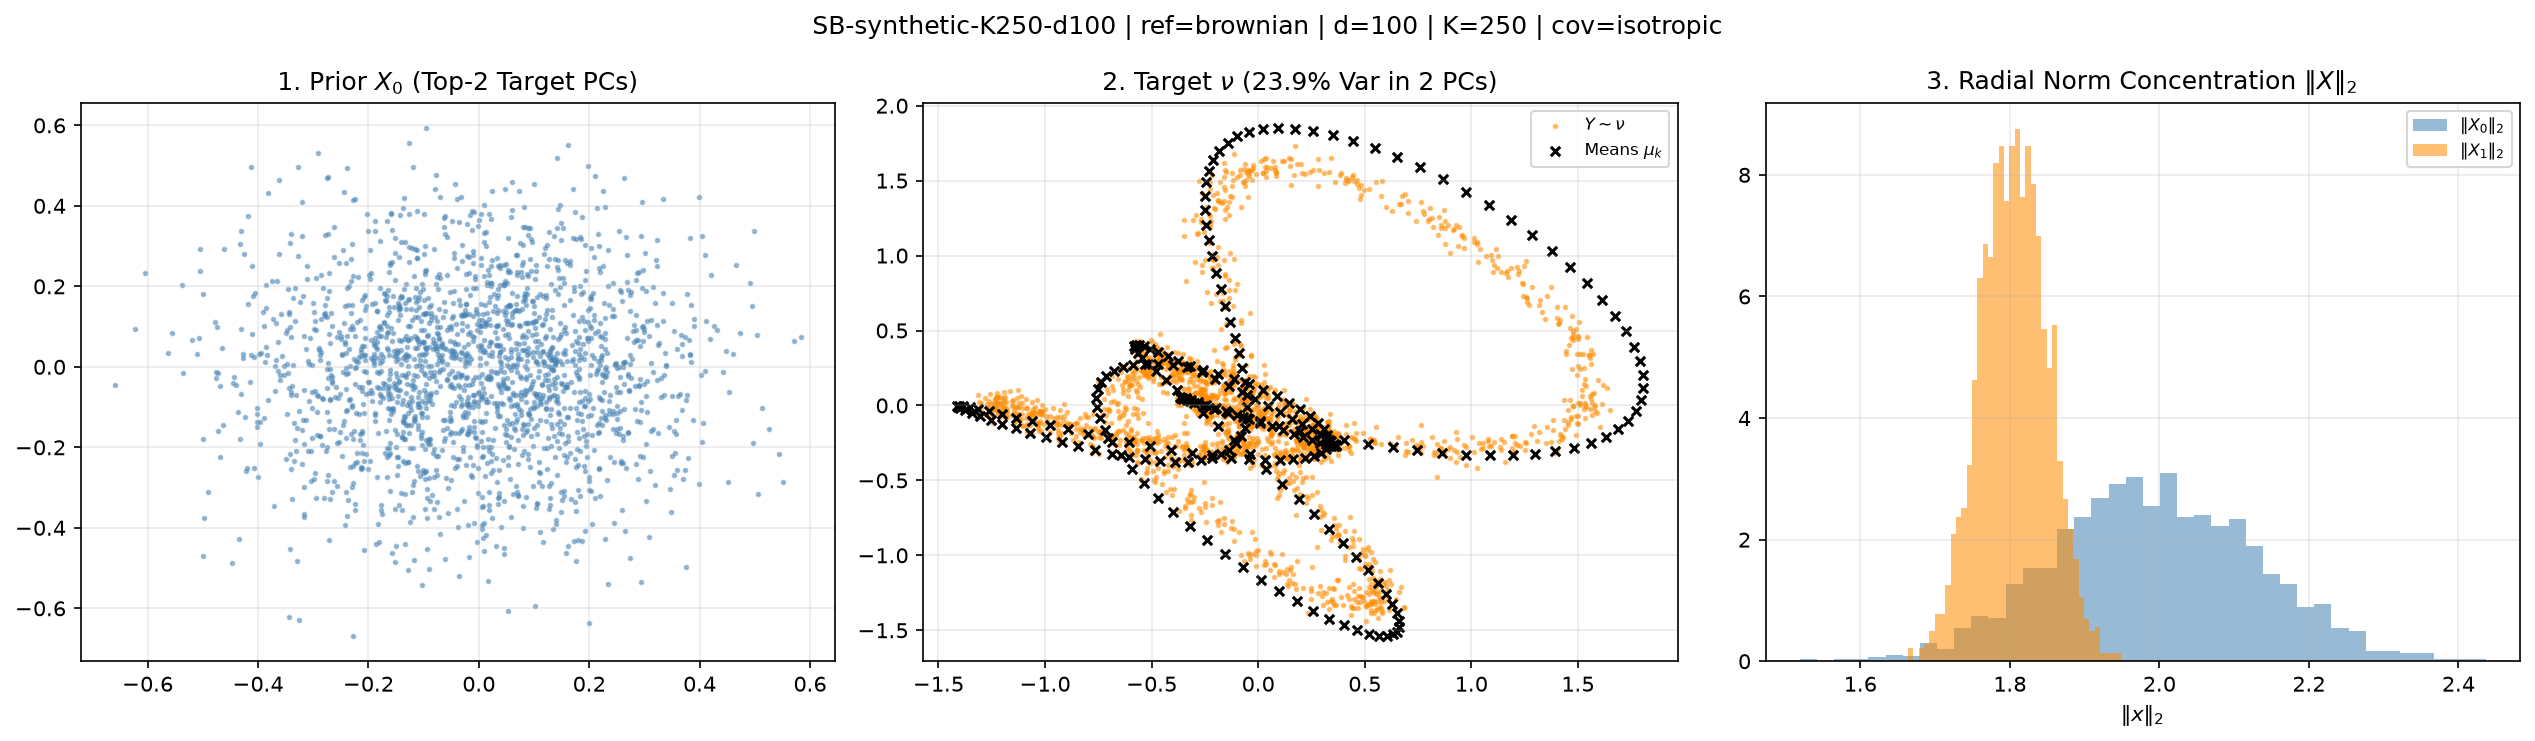 SB-synthetic-K250-d100 | ref=brownian | d=100 | K=250 | cov=isotropic
1. Prior X₀ (Top-2 Target PCs)
0.6
0.4
0.2
0.0
−0.2
−0.4
−0.6
−0.6 −0.4 −0.2 0.0 0.2 0.4 0.6
2. Target ν (23.9% Var in 2 PCs)
Y ~ ν
Means μₖ
2.0
1.5
1.0
0.5
0.0
−0.5
−1.0
−1.5
−1.5 −1.0 −0.5 0.0 0.5 1.0 1.5
3. Radial Norm Concentration ‖X‖₂
‖X₀‖₂
‖X₁‖₂
8
6
4
2
0
1.6 1.8 2.0 2.2 2.4
‖x‖₂